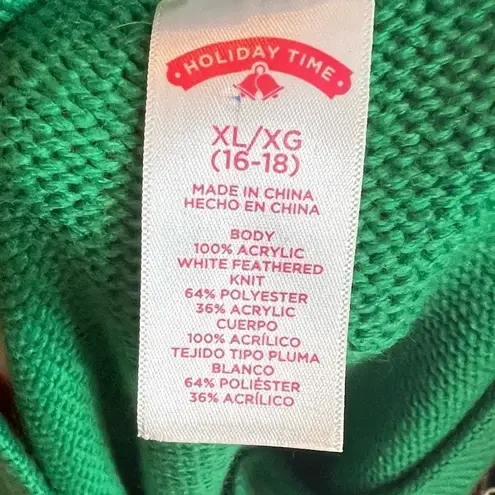 • HOLIDAY TIME •
XL/XG
(16-18)
MADE IN CHINA
HECHO EN CHINA
BODY
100% ACRYLIC
WHITE FEATHERED
KNIT
64% POLYESTER
36% ACRYLIC
CUERPO
100% ACRÍLICO
TEJIDO TIPO PLUMA
BLANCO
64% POLIÉSTER
36% ACRÍLICO